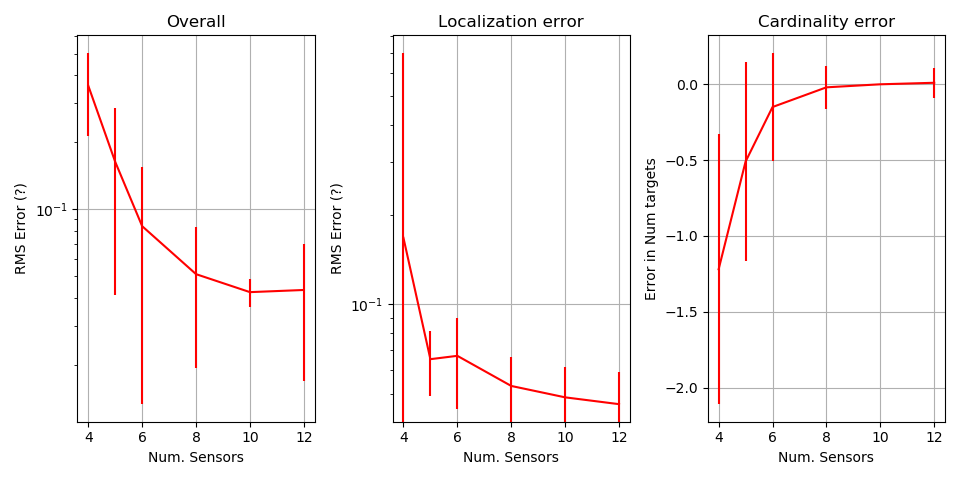 Overall
RMS Error (?)
10⁻¹
4 6 8 10 12
Num. Sensors
Localization error
RMS Error (?)
10⁻¹
4 6 8 10 12
Num. Sensors
Cardinality error
Error in Num targets
0.0
−0.5
−1.0
−1.5
−2.0
4 6 8 10 12
Num. Sensors